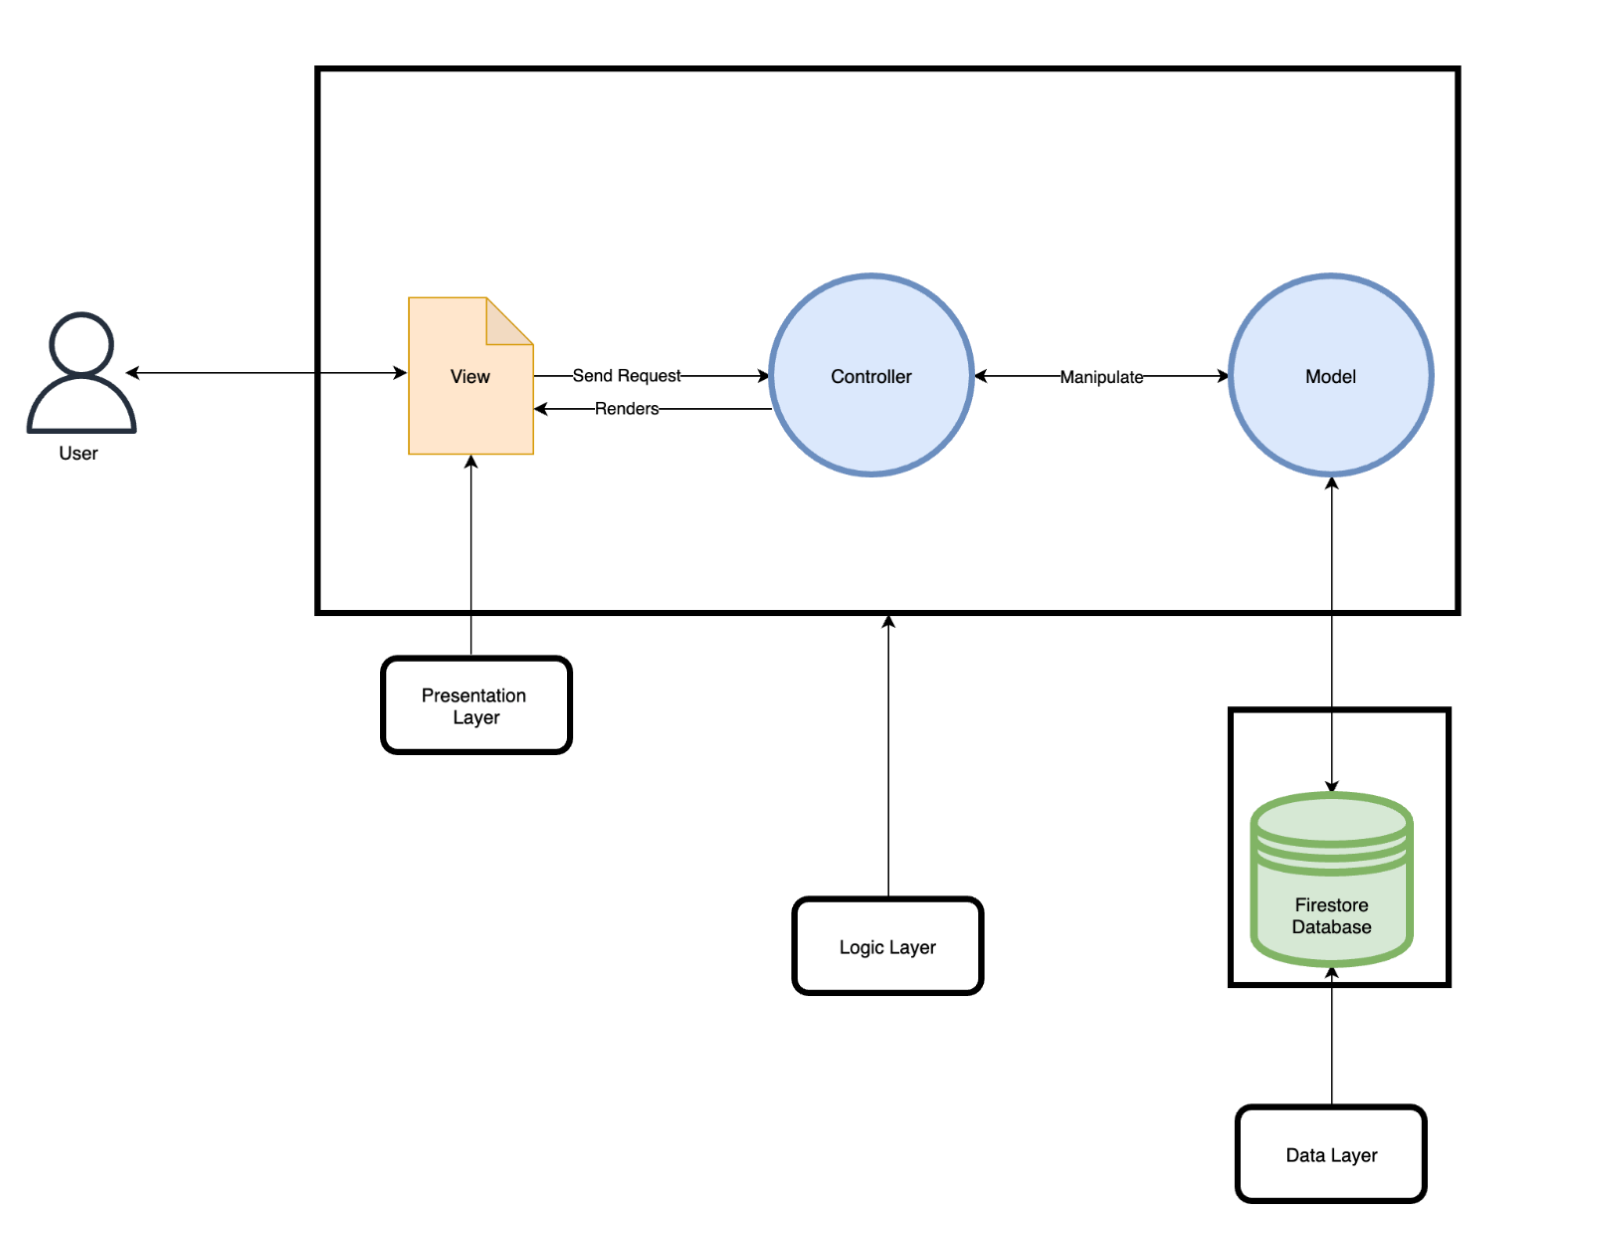 User
View
Send Request
Renders
Controller
Manipulate
Model
Presentation
Layer
Logic Layer
Firestore
Database
Data Layer